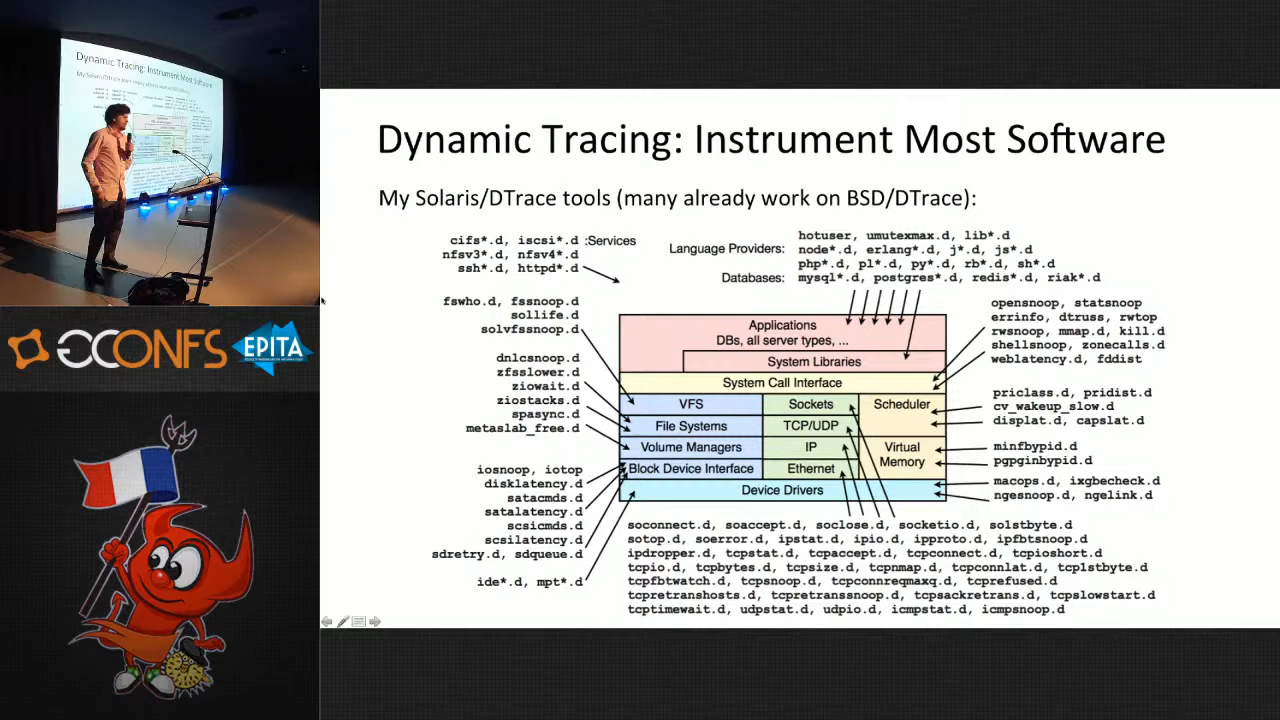 Dynamic Tracing: Instrument Most Software
My Solaris/DTrace tools (many already work on BSD/DTrace):
cifs*.d, iscsi*.d :Services
nfsv3*.d, nfsv4*.d
ssh*.d, httpd*.d
Language Providers:
hotuser, umutexmax.d, lib*.d
node*.d, erlang*.d, j*.d, js*.d
php*.d, pl*.d, py*.d, rb*.d, sh*.d
Databases:
mysql*.d, postgres*.d, redis*.d, riak*.d
fswho.d, fssnoop.d
sollife.d
solvfssnoop.d
dnlcsnoop.d
zfsslower.d
ziowait.d
ziostacks.d
spasync.d
metaslab_free.d
iosnoop, iotop
disklatency.d
satacmds.d
satalatency.d
scsicmds.d
scsilatency.d
sdretry.d, sdqueue.d
ide*.d, mpt*.d
Applications
DBs, all server types, ...
System Libraries
System Call Interface
VFS
Sockets
Scheduler
File Systems
TCP/UDP
Volume Managers
IP
Virtual
Memory
Block Device Interface
Ethernet
Device Drivers
opensnoop, statsnoop
errinfo, dtruss, rwtop
rwsnoop, mmap.d, kill.d
shellsnoop, zonecalls.d
weblatency.d, fddist
priclass.d, pridist.d
cv_wakeup_slow.d
displat.d, capslat.d
minfbypid.d
pgpginbypid.d
macops.d, ixgbecheck.d
ngesnoop.d, ngelink.d
soconnect.d, soaccept.d, soclose.d, socketio.d, so1stbyte.d
sotop.d, soerror.d, ipstat.d, ipio.d, ipproto.d, ipfbtsnoop.d
ipdropper.d, tcpstat.d, tcpaccept.d, tcpconnect.d, tcpioshort.d
tcpio.d, tcpbytes.d, tcpsize.d, tcpnmap.d, tcpconnlat.d, tcp1stbyte.d
tcpfbtwatch.d, tcpsnoop.d, tcpconnreqmaxq.d, tcprefused.d
tcpretranshosts.d, tcpretranssnoop.d, tcpsackretrans.d, tcpslowstart.d
tcptimewait.d, udpstat.d, udpio.d, icmpstat.d, icmpsnoop.d
Dynamic Tracing: Instrument Most Software
CONFS
EPITA